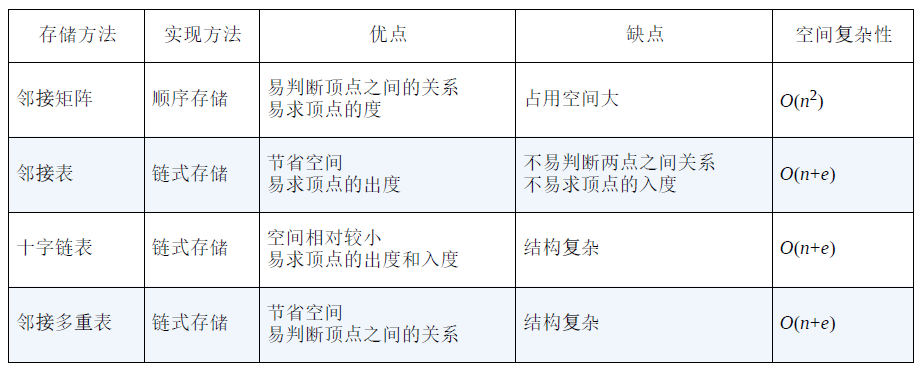 存储方法 实现方法 优点 缺点 空间复杂性
邻接矩阵 顺序存储 易判断顶点之间的关系 占用空间大 O(n²)
易求顶点的度
邻接表 链式存储 节省空间 不易判断两点之间关系 O(n+e)
易求顶点的出度 不易求顶点的入度
十字链表 链式存储 空间相对较小 结构复杂 O(n+e)
易求顶点的出度和入度
邻接多重表 链式存储 节省空间 结构复杂 O(n+e)
易判断顶点之间的关系